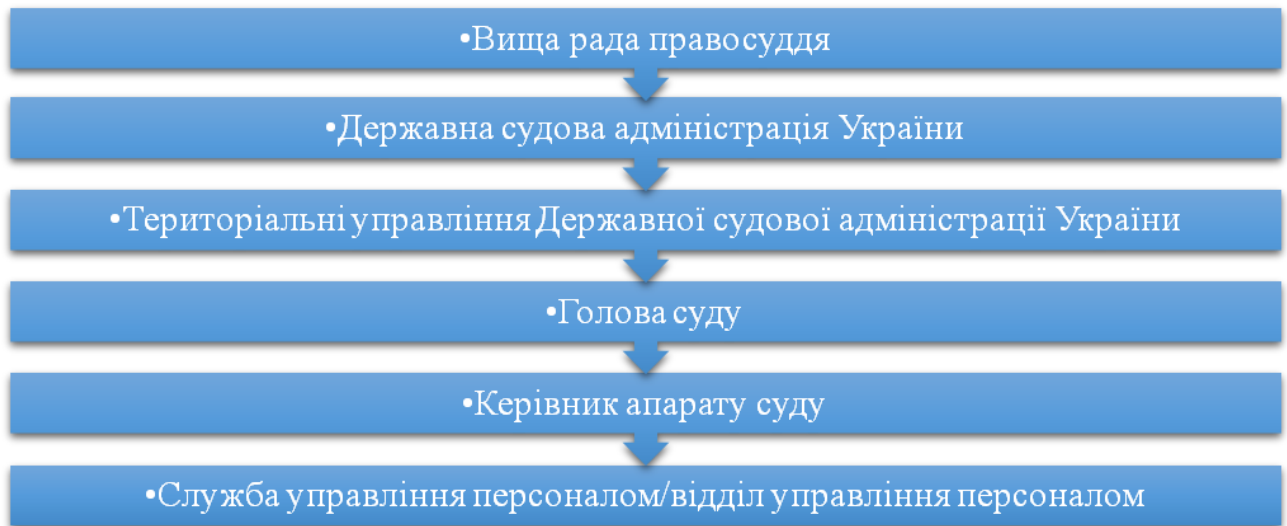 •Вища рада правосуддя
•Державна судова адміністрація України
•Територіальні управління Державної судової адміністрації України
•Голова суду
•Керівник апарату суду
•Служба управління персоналом/відділ управління персоналом